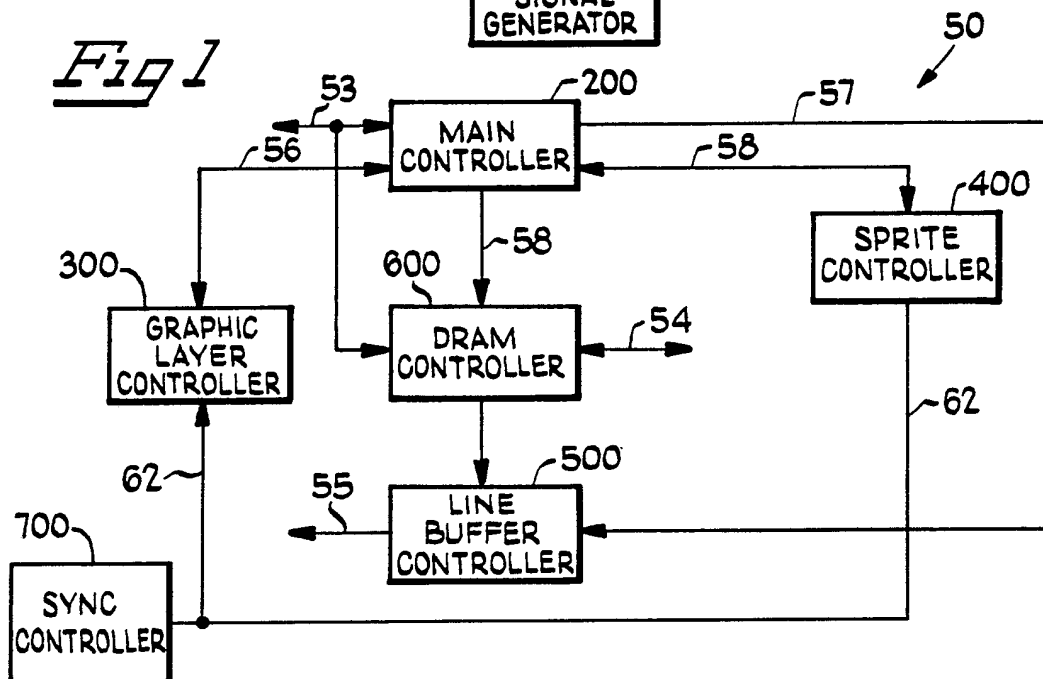 SIGNAL
GENERATOR
50
Fig 1
200
53
57
MAIN
CONTROLLER
56
58
400
58
SPRITE
CONTROLLER
300
600
GRAPHIC
LAYER
CONTROLLER
DRAM
CONTROLLER
54
62
62
500
55
LINE
BUFFER
CONTROLLER
700
SYNC
CONTROLLER